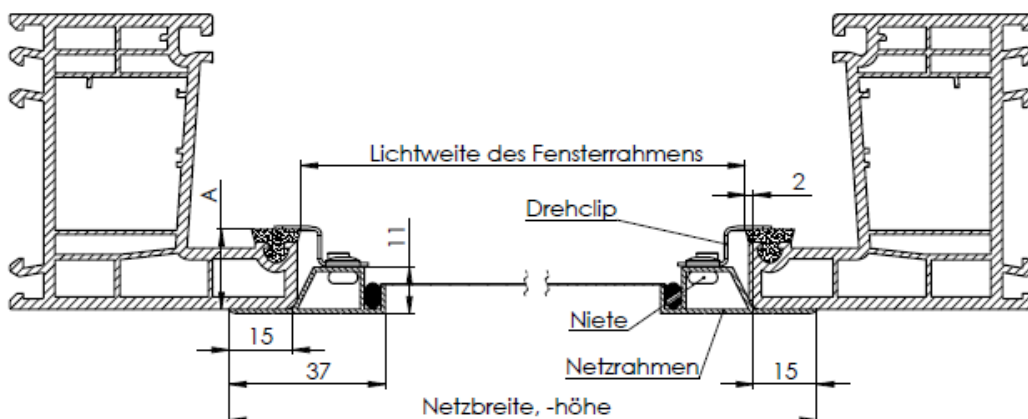 Lichtweite des Fensterrahmens
2
A
Drehclip
11
Niete
15
Netzrahmen
37
15
Netzbreite, -höhe